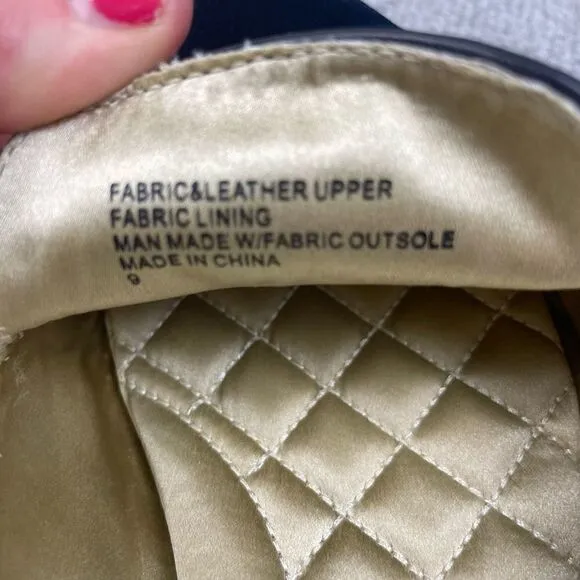 FABRIC&LEATHER UPPER
FABRIC LINING
MAN MADE W/FABRIC OUTSOLE
MADE IN CHINA
9